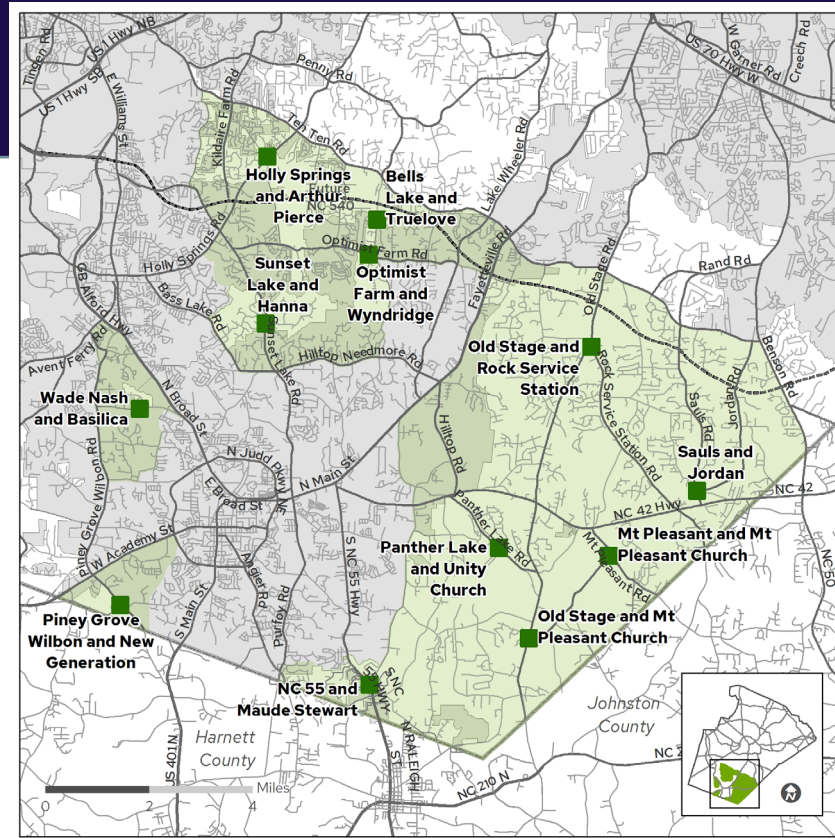 Tingen Rd
US 1 Hwy NB
US 1 Hwy SB
E Williams St
Kildaire Farm Rd
Penny Rd
Ten Ten Rd
Lake Wheeler Rd
US 70 Hwy W
W Garner Rd
Creech Rd
Holly Springs
and Arthur
Pierce
Future
NC 540
Bells
Lake and
Truelove
Optimist Farm Rd
Optimist
Farm and
Wyndridge
Holly Springs Rd
Sunset
Lake and
Hanna
Bass Lake Rd
GB Alford Hwy
Fayetteville Rd
Old Stage Rd
Rand Rd
Benson Rd
Avent Ferry Rd
Sunset Lake Rd
Hilltop Needmore Rd
Old Stage and
Rock Service
Station
Rock Service Station Rd
Jordan Rd
Sauls Rd
Wade Nash
and Basilica
N Broad St
Hilltop Rd
Piney Grove Wilbon Rd
N Judd Pkwy NE
N Main St
E Broad St
Sauls and
Jordan
NC 42 Hwy
NC 42
Panther Lake Rd
S NC 55 Hwy
W Academy St
Angier Rd
Purfoy Rd
S Main St
Panther Lake
and Unity
Church
Mt Pleasant Rd
Mt Pleasant and Mt
Pleasant Church
NC 50
Piney Grove
Wilbon and New
Generation
Old Stage and Mt
Pleasant Church
NC 55 and
Maude Stewart
S NC
55 HWY
N RALEIGH
ST
Johnston
County
Harnett
County
US 401 N
NC 2
NC 210 N
Miles
0 2 4
N